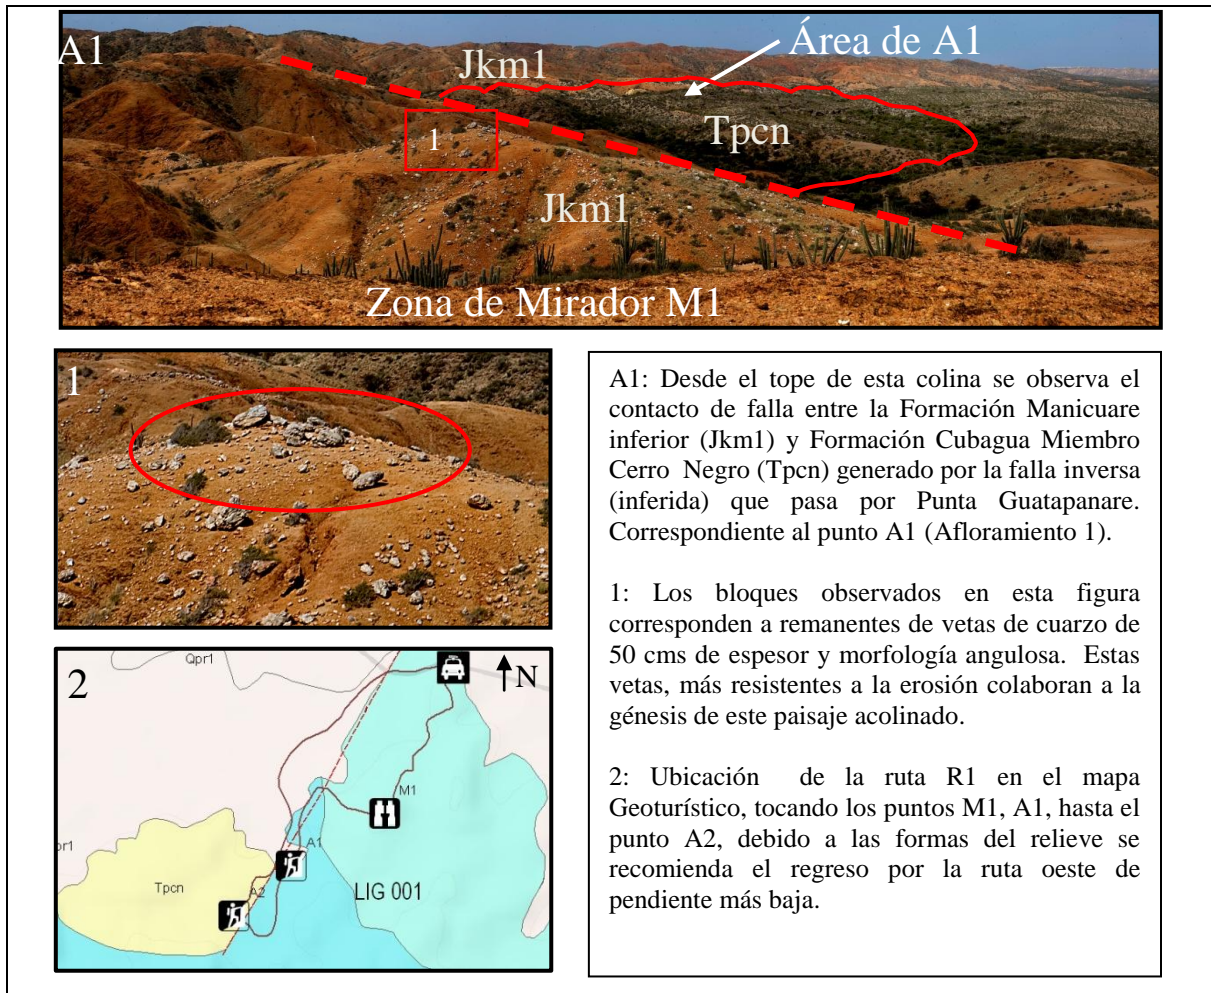 A1
Área de A1
Jkm1
Tpcn
1
Jkm1
Zona de Mirador M1
1
A1: Desde el tope de esta colina se observa el
contacto de falla entre la Formación Manicuare
inferior (Jkm1) y Formación Cubagua Miembro
Cerro Negro (Tpcn) generado por la falla inversa
(inferida) que pasa por Punta Guatapanare.
Correspondiente al punto A1 (Afloramiento 1).
1: Los bloques observados en esta figura
corresponden a remanentes de vetas de cuarzo de
50 cms de espesor y morfología angulosa. Estas
vetas, más resistentes a la erosión colaboran a la
génesis de este paisaje acolinado.
2: Ubicación de la ruta R1 en el mapa
Geoturístico, tocando los puntos M1, A1, hasta el
punto A2, debido a las formas del relieve se
recomienda el regreso por la ruta oeste de
pendiente más baja.
2
Qpr1
N
M1
A1
or1
Tpcn
A2
LIG 001